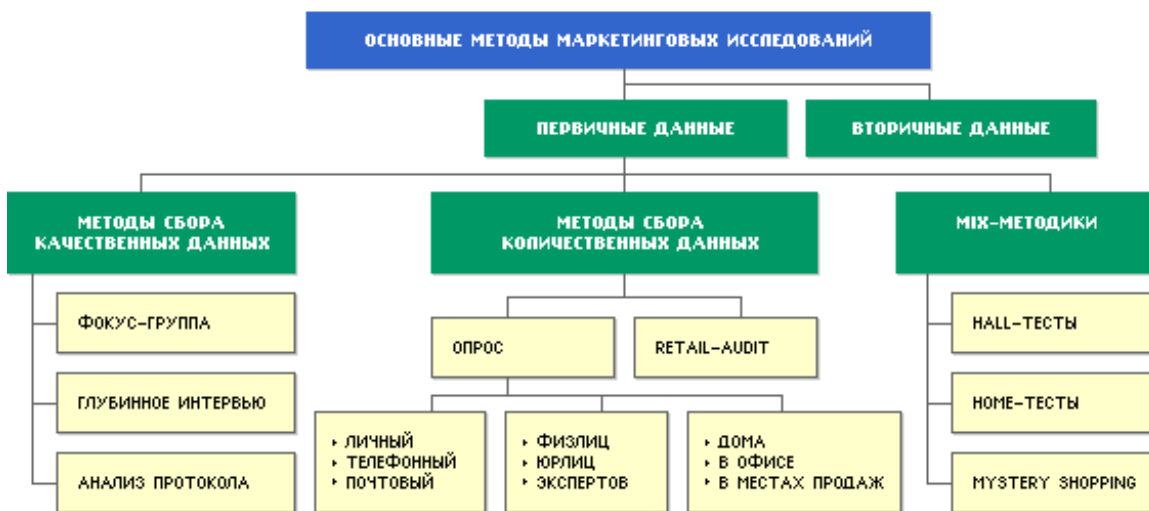 ОСНОВНЫЕ МЕТОДЫ МАРКЕТИНГОВЫХ ИССЛЕДОВАНИЙ
ПЕРВИЧНЫЕ ДАННЫЕ
ВТОРИЧНЫЕ ДАННЫЕ
МЕТОДЫ СБОРА
КАЧЕСТВЕННЫХ ДАННЫХ
МЕТОДЫ СБОРА
КОЛИЧЕСТВЕННЫХ ДАННЫХ
MIX-МЕТОДИКИ
ФОКУС-ГРУППА
ГЛУБИННОЕ ИНТЕРВЬЮ
АНАЛИЗ ПРОТОКОЛА
ОПРОС
RETAIL-AUDIT
ЛИЧНЫЙ
ТЕЛЕФОННЫЙ
ПОЧТОВЫЙ
ФИЗЛИЦ
ЮРЛИЦ
ЭКСПЕРТОВ
ДОМА
В ОФИСЕ
В МЕСТАХ ПРОДАЖ
HALL-ТЕСТЫ
HOME-ТЕСТЫ
MYSTERY SHOPPING